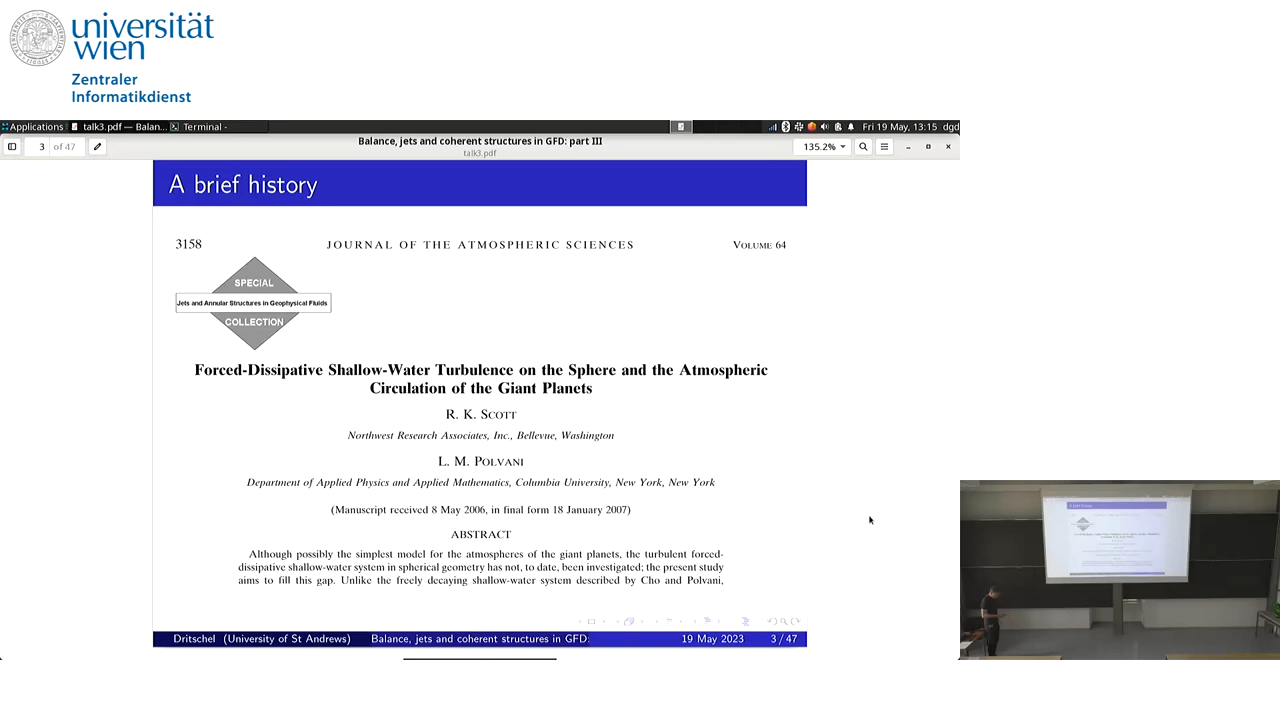 universität
wien
Zentraler
Informatikdienst
Applications talk3.pdf — Balan... Terminal - Fri 19 May, 13:15 dgd
3 of 47 Balance, jets and coherent structures in GFD: part III 135.2%
talk3.pdf
A brief history
3158 JOURNAL OF THE ATMOSPHERIC SCIENCES VOLUME 64
SPECIAL
Jets and Annular Structures in Geophysical Fluids
COLLECTION
Forced-Dissipative Shallow-Water Turbulence on the Sphere and the Atmospheric
Circulation of the Giant Planets
R. K. SCOTT
Northwest Research Associates, Inc., Bellevue, Washington
L. M. POLVANI
Department of Applied Physics and Applied Mathematics, Columbia University, New York, New York
(Manuscript received 8 May 2006, in final form 18 January 2007)
ABSTRACT
Although possibly the simplest model for the atmospheres of the giant planets, the turbulent forced-
dissipative shallow-water system in spherical geometry has not, to date, been investigated; the present study
aims to fill this gap. Unlike the freely decaying shallow-water system described by Cho and Polvani,
Dritschel (University of St Andrews) Balance, jets and coherent structures in GFD: 19 May 2023 3 / 47
A brief history